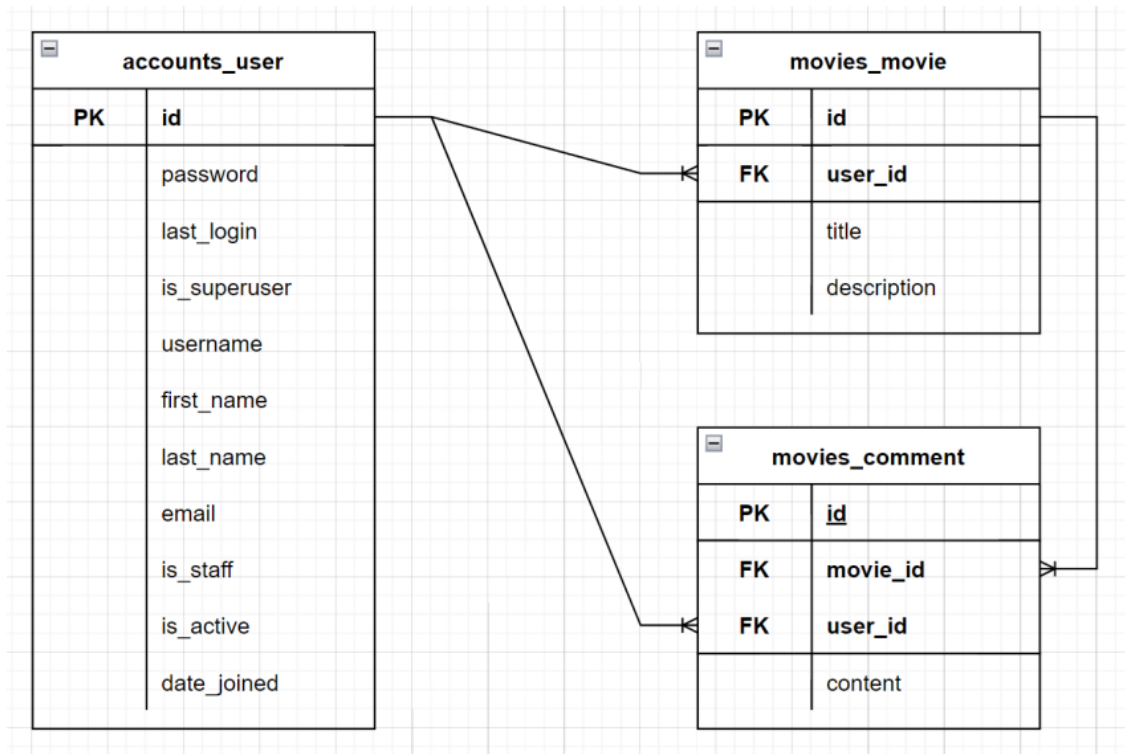 accounts_user
PK id
password
last_login
is_superuser
username
first_name
last_name
email
is_staff
is_active
date_joined
movies_movie
PK id
FK user_id
title
description
movies_comment
PK id
FK movie_id
FK user_id
content